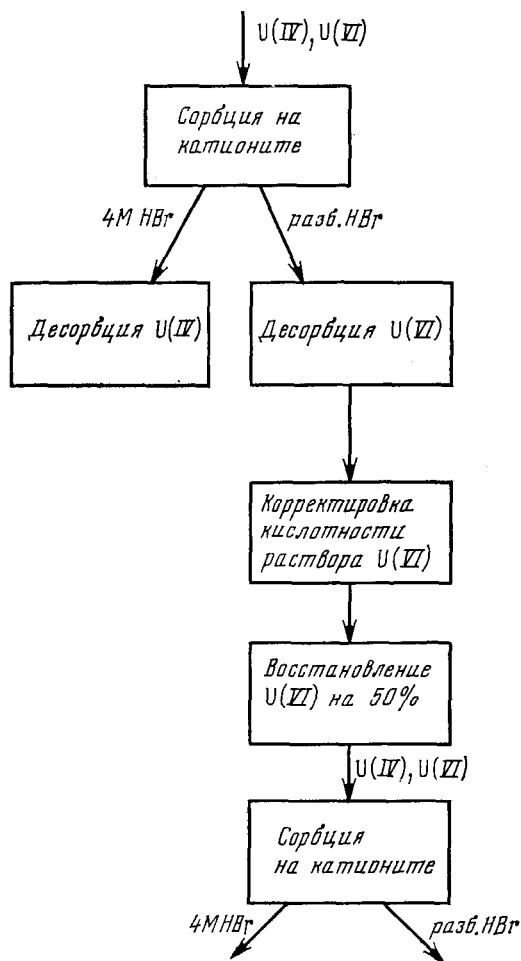 U(IV), U(VI)
Сорбция на
катионите
4M HBr
разб. HBr
Десорбция U(IV)
Десорбция U(VI)
Корректировка
кислотности
раствора U(VI)
Восстановление
U(VI) на 50%
U(IV), U(VI)
Сорбция
на катионите
4M HBr
разб. HBr